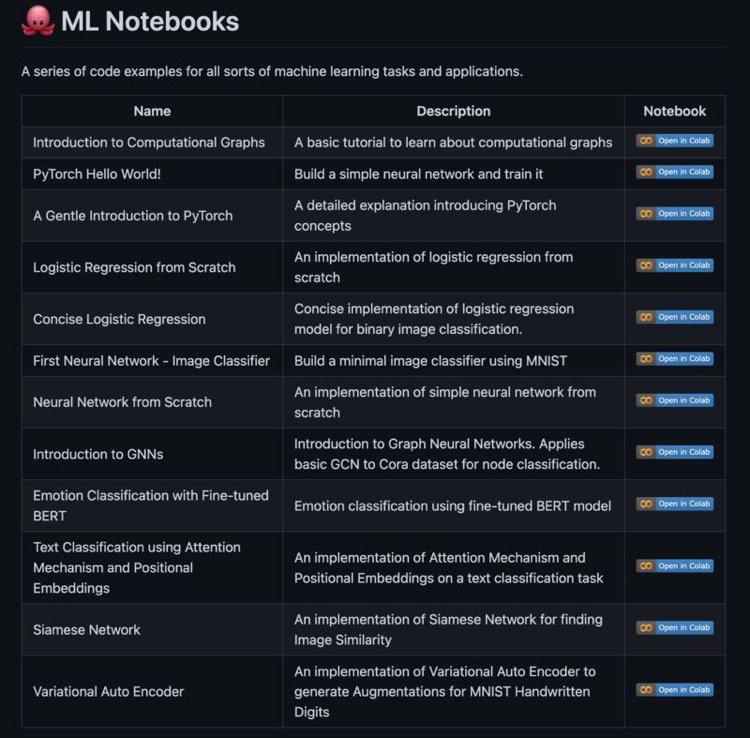 ML Notebooks
A series of code examples for all sorts of machine learning tasks and applications.
Name Description Notebook
Introduction to Computational Graphs A basic tutorial to learn about computational graphs Open in Colab
PyTorch Hello World! Build a simple neural network and train it Open in Colab
A Gentle Introduction to PyTorch
A detailed explanation introducing PyTorch
concepts
Open in Colab
Logistic Regression from Scratch
An implementation of logistic regression from
scratch
Open in Colab
Concise Logistic Regression
Concise implementation of logistic regression
model for binary image classification.
Open in Colab
First Neural Network - Image Classifier Build a minimal image classifier using MNIST Open in Colab
Neural Network from Scratch
An implementation of simple neural network from
scratch
Open in Colab
Introduction to GNNs
Introduction to Graph Neural Networks. Applies
basic GCN to Cora dataset for node classification.
Open in Colab
Emotion Classification with Fine-tuned
BERT
Emotion classification using fine-tuned BERT model
Open in Colab
Text Classification using Attention
Mechanism and Positional
Embeddings
An implementation of Attention Mechanism and
Positional Embeddings on a text classification task
Open in Colab
Siamese Network
An implementation of Siamese Network for finding
Image Similarity
Open in Colab
Variational Auto Encoder
An implementation of Variational Auto Encoder to
generate Augmentations for MNIST Handwritten
Digits
Open in Colab